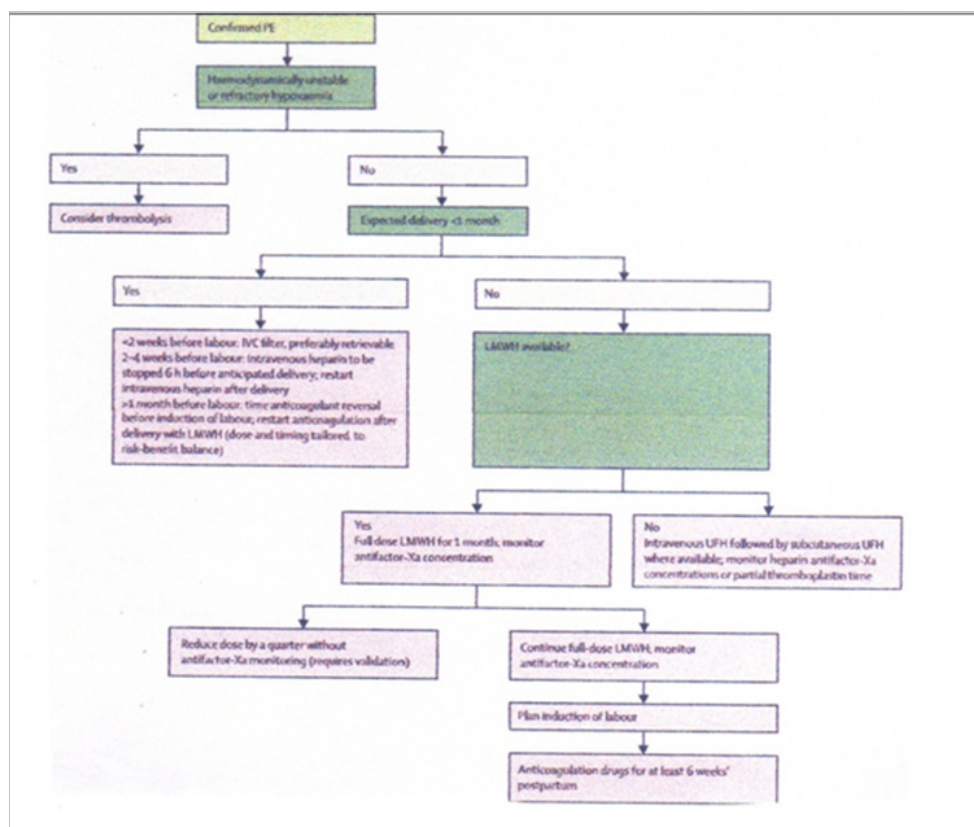 Confirmed PE
Haemodynamically unstable
or refractory hypoxaemia
Yes
No
Consider thrombolysis
Expected delivery <1 month
Yes
No
<2 weeks before labour: IVC filter, preferably retrievable
2–4 weeks before labour: intravenous heparin to be
stopped 6 h before anticipated delivery; restart
intravenous heparin after delivery
>1 month before labour: time anticoagulant reversal
before induction of labour; restart anticoagulation after
delivery with LMWH (dose and timing tailored to
risk-benefit balance)
LMWH available?
Yes
Full dose LMWH for 1 month; monitor
antifactor-Xa concentration
No
Intravenous UFH followed by subcutaneous UFH
where available; monitor heparin antifactor-Xa
concentrations or partial thromboplastin time
Reduce dose by a quarter without
antifactor-Xa monitoring (requires validation)
Continue full-dose LMWH, monitor
antifactor-Xa concentration
Plan induction of labour
Anticoagulation drugs for at least 6 weeks'
postpartum